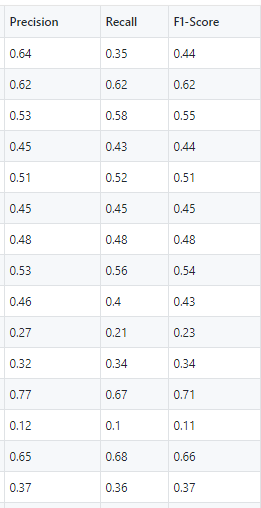 Precision Recall F1-Score
0.64 0.35 0.44
0.62 0.62 0.62
0.53 0.58 0.55
0.45 0.43 0.44
0.51 0.52 0.51
0.45 0.45 0.45
0.48 0.48 0.48
0.53 0.56 0.54
0.46 0.4 0.43
0.27 0.21 0.23
0.32 0.34 0.34
0.77 0.67 0.71
0.12 0.1 0.11
0.65 0.68 0.66
0.37 0.36 0.37